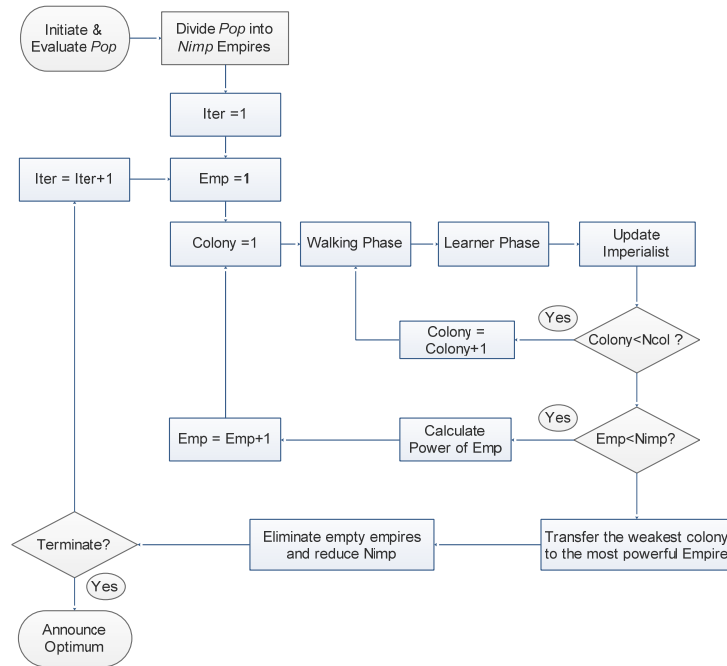 Initiate &
Evaluate Pop
Divide Pop into
Nimp Empires
Iter =1
Iter = Iter+1
Emp =1
Colony =1
Walking Phase
Learner Phase
Update
Imperialist
Yes
Colony =
Colony+1
Colony<Ncol ?
Yes
Emp = Emp+1
Calculate
Power of Emp
Emp<Nimp?
Terminate?
Eliminate empty empires
and reduce Nimp
Transfer the weakest colony
to the most powerful Empire
Yes
Announce
Optimum